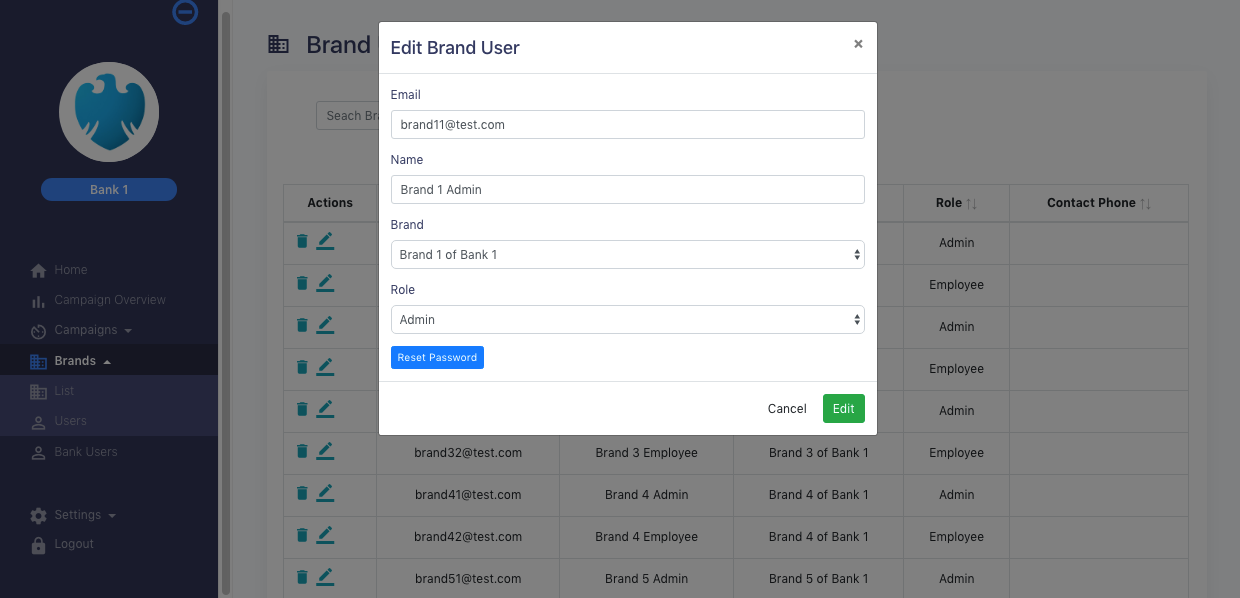 Bank 1
Home
Campaign Overview
Campaigns
Brands
List
Users
Bank Users
Settings
Logout
Brand
Seach Bra
Edit Brand User
×
Email
brand11@test.com
Name
Brand 1 Admin
Brand
Brand 1 of Bank 1
Role
Admin
Reset Password
Cancel Edit
Actions Role Contact Phone
Admin
Employee
Admin
Employee
Admin
brand32@test.com Brand 3 Employee Brand 3 of Bank 1 Employee
brand41@test.com Brand 4 Admin Brand 4 of Bank 1 Admin
brand42@test.com Brand 4 Employee Brand 4 of Bank 1 Employee
brand51@test.com Brand 5 Admin Brand 5 of Bank 1 Admin